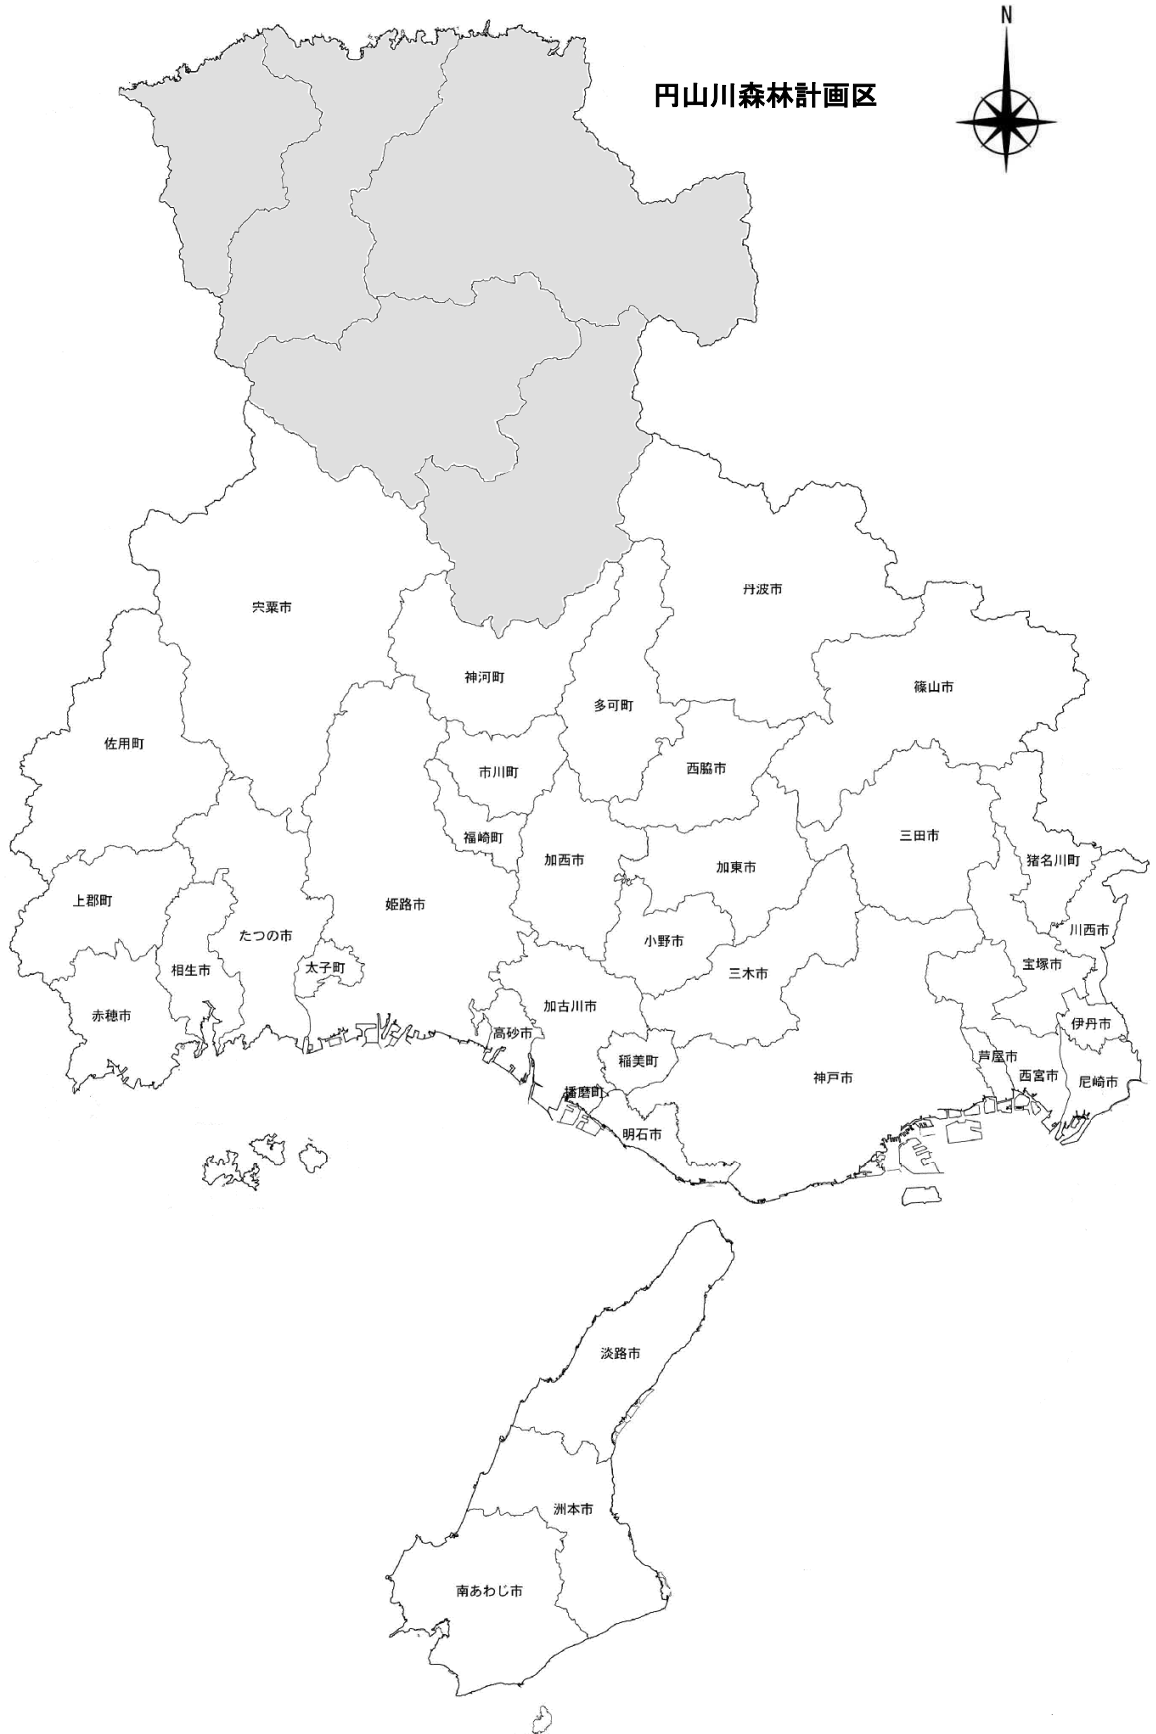 N
円山川森林計画区
丹波市
宍粟市
神河町
篠山市
多可町
佐用町
西脇市
市川町
福崎町
三田市
加西市
猪名川町
加東市
上郡町
姫路市
川西市
たつの市
小野市
宝塚市
太子町
相生市
三木市
加古川市
赤穂市
伊丹市
高砂市
芦屋市
稲美町
西宮市
神戸市
尼崎市
播磨町
明石市
淡路市
洲本市
南あわじ市